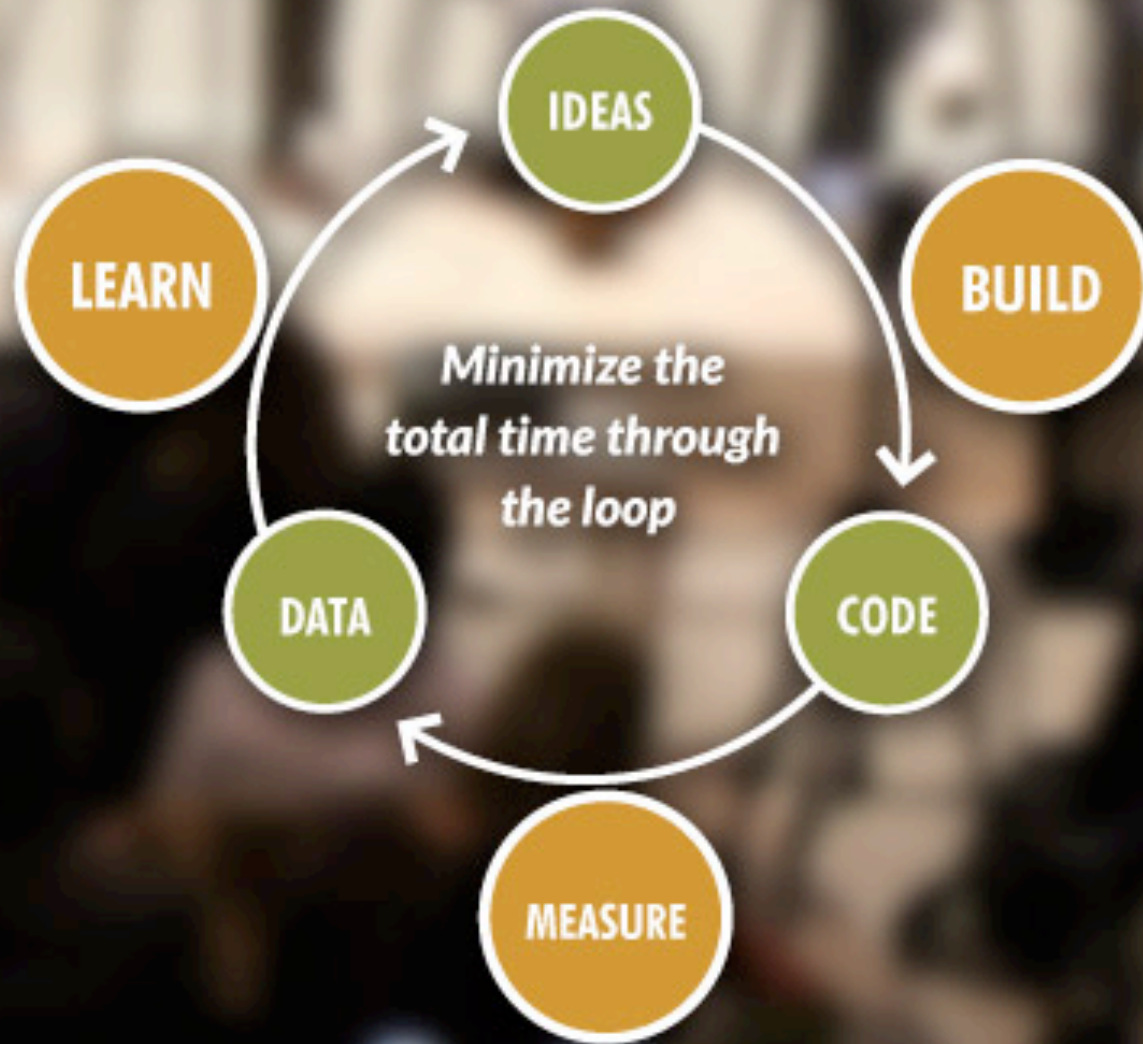 IDEAS
LEARN
BUILD
Minimize the
total time through
the loop
DATA
CODE
MEASURE